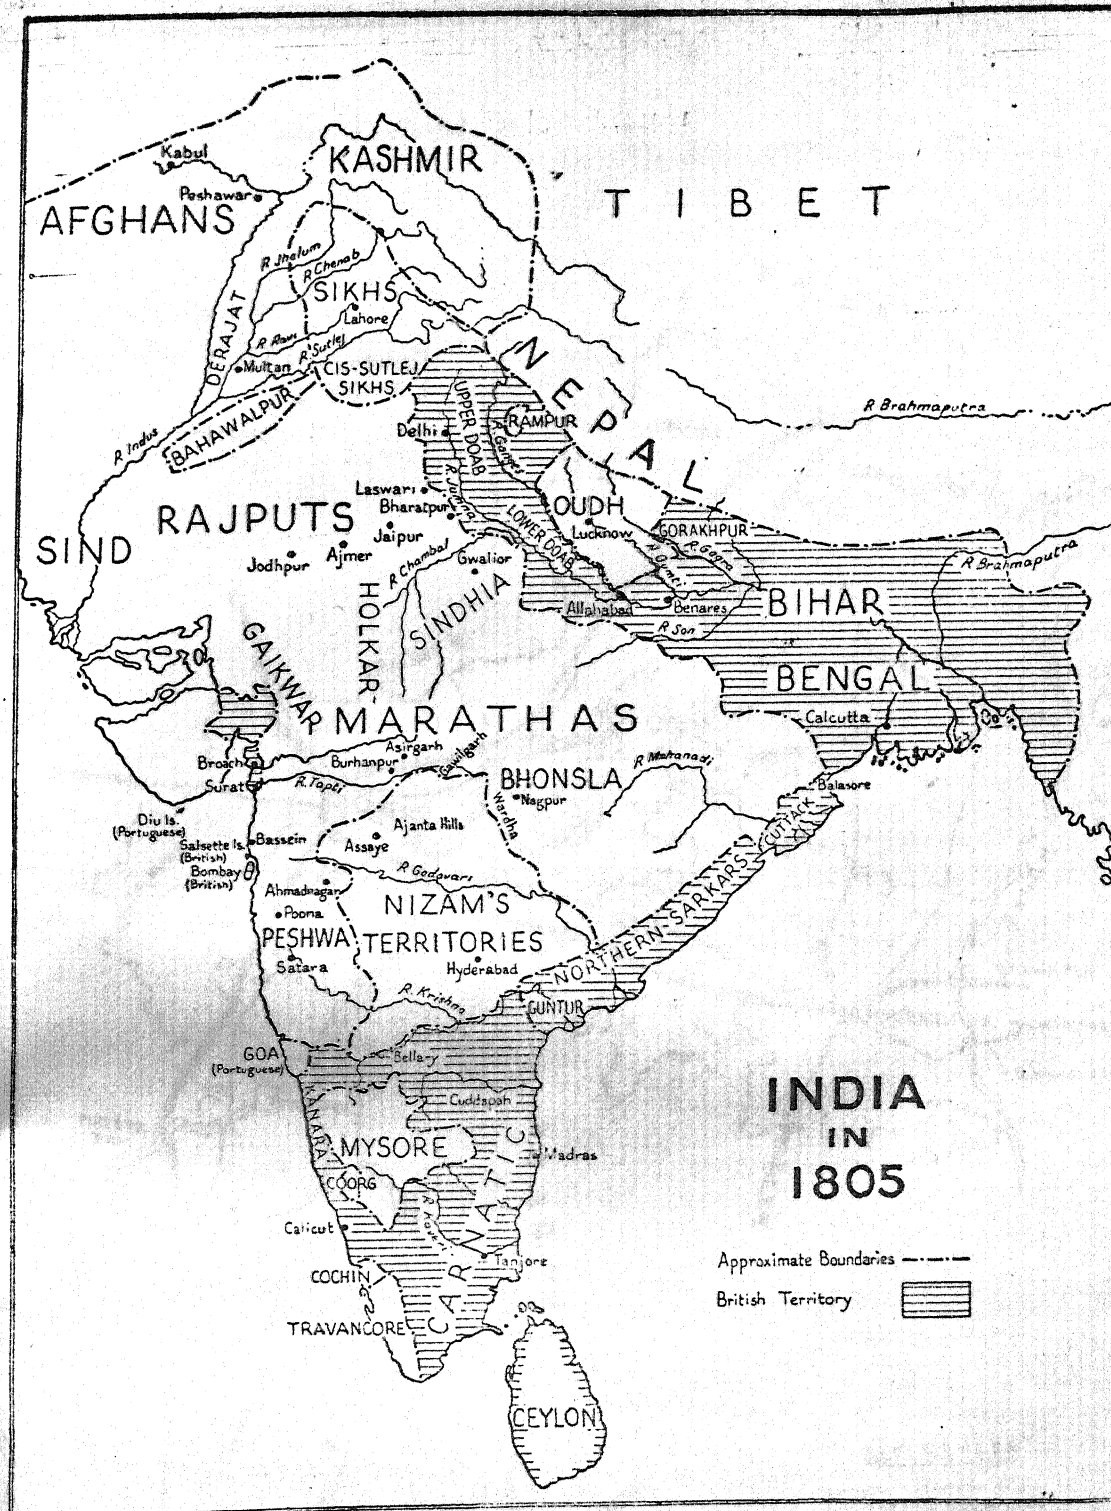 Kabul
KASHMIR
Peshawar
AFGHANS
TIBET
R. Jhelum
R. Chenab
SIKHS
Lahore
DERAJAT
R. Ravi
R. Sutlej
Multan
CIS-SUTLEJ
SIKHS
NEPAL
R. Brahmaputra
BAHAWALPUR
R. Indus
UPPER DOAB
RAMPUR
Delhi
R. Ganges
Laswari
Bharatpur
R. Jumna
OUDH
RAJPUTS
Jaipur
LOWER DOAB
Lucknow
GORAKHPUR
SIND
Jodhpur
Ajmer
R. Chambal
Gwalior
R. Gumti
R. Gogra
R. Brahmaputra
HOLKAR
SINDHIA
Allahabad
Benares
BIHAR
R. Son
GAIKWAR
BENGAL
MARATHAS
Calcutta
Asirgarh
Gawilgarh
Broach
Burhanpur
Surat
R. Tapti
BHONSLA
R. Mahanadi
Nagpur
Balasore
Wardha
CUTTACK
Diu Is.
(Portuguese)
Salsette Is.
(British)
Bassein
Ajanta Hills
Assaye
Bombay
(British)
R. Godavari
Ahmadnagar
Poona
NIZAM'S
NORTHERN SARKARS
PESHWA
TERRITORIES
Satara
Hyderabad
R. Krishna
GUNTUR
GOA
(Portuguese)
Bellary
KANARA
Cuddapah
INDIA
IN
1805
MYSORE
Madras
COORG
CARNATIC
R. Kaveri
Calicut
Tanjore
COCHIN
TRAVANCORE
Approximate Boundaries
British Territory
CEYLON